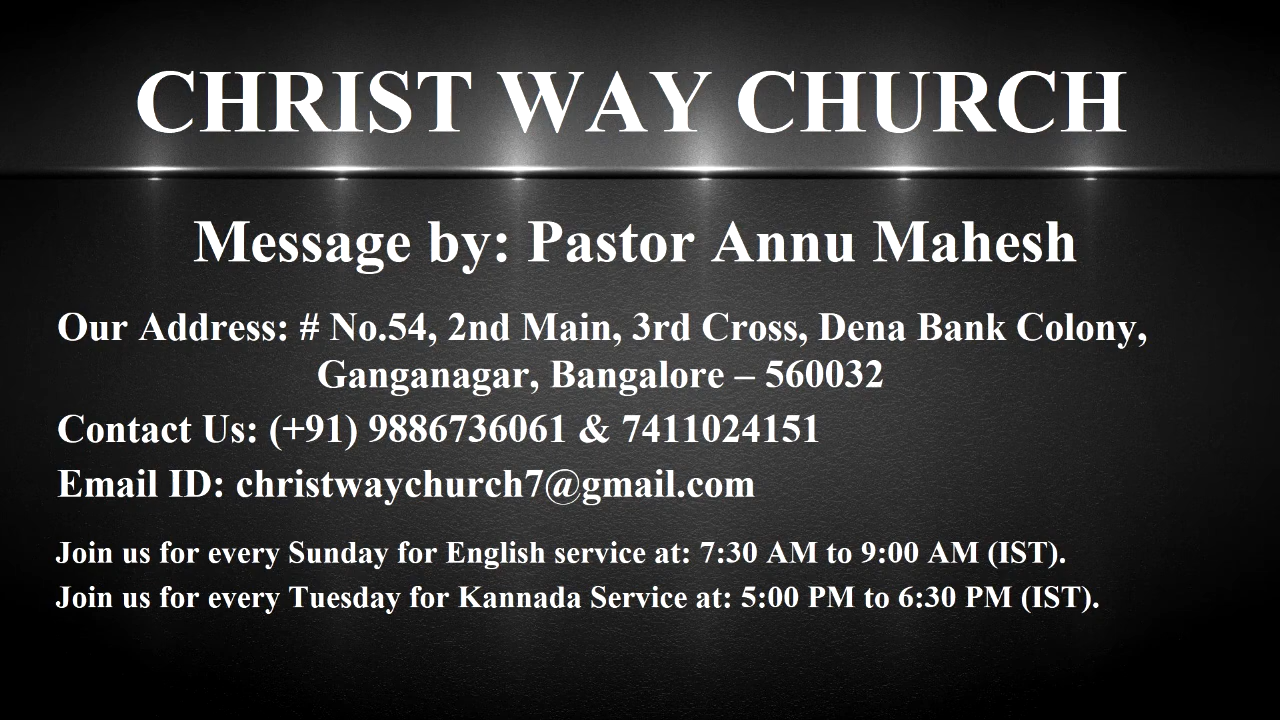 CHRIST WAY CHURCH
Message by: Pastor Annu Mahesh
Our Address: # No.54, 2nd Main, 3rd Cross, Dena Bank Colony,
Ganganagar, Bangalore – 560032
Contact Us: (+91) 9886736061 & 7411024151
Email ID: christwaychurch7@gmail.com
Join us for every Sunday for English service at: 7:30 AM to 9:00 AM (IST).
Join us for every Tuesday for Kannada Service at: 5:00 PM to 6:30 PM (IST).